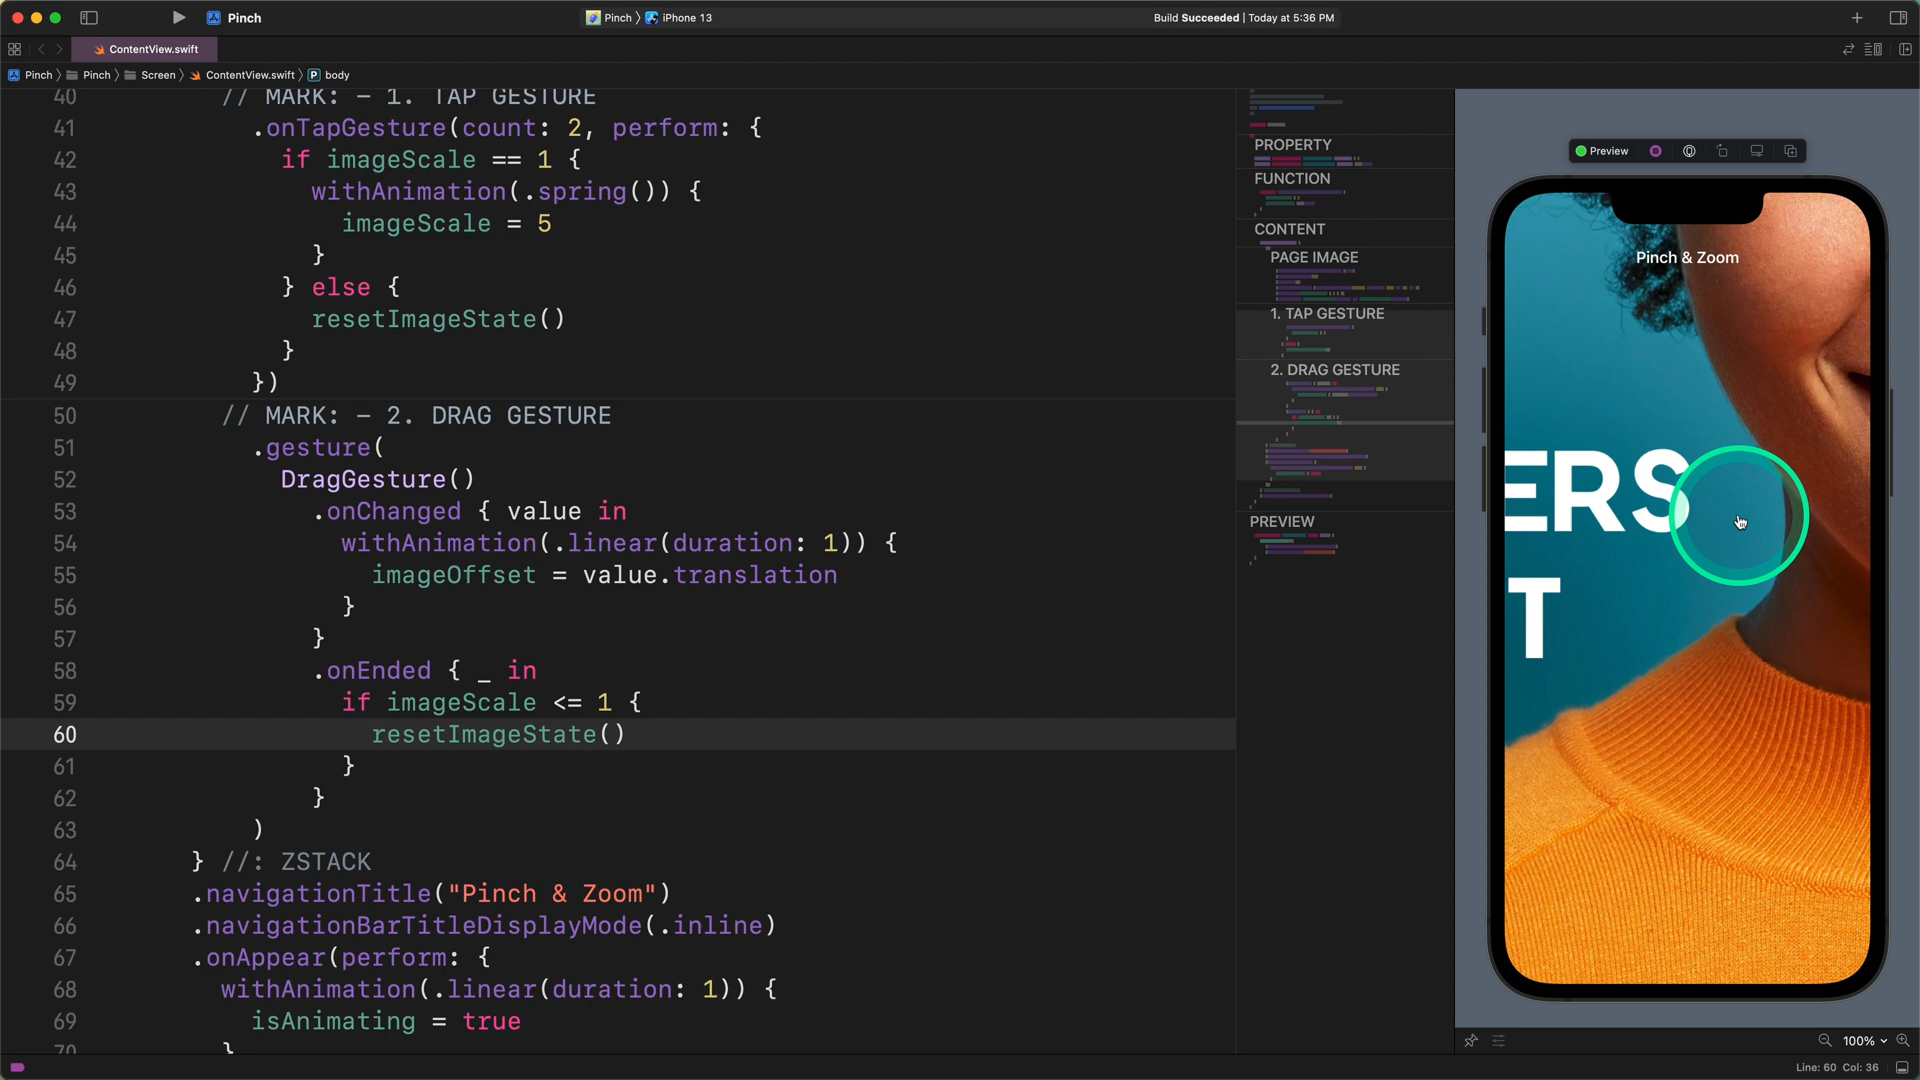 Pinch
Pinch 〉 iPhone 13
Build Succeeded | Today at 5:36 PM
ContentView.swift
Pinch 〉 Pinch 〉 Screen 〉 ContentView.swift 〉 P body
40 // MARK: - 1. TAP GESTURE
41 .onTapGesture(count: 2, perform: {
42 if imageScale == 1 {
43 withAnimation(.spring()) {
44 imageScale = 5
45 }
46 } else {
47 resetImageState()
48 }
49 })
50 // MARK: - 2. DRAG GESTURE
51 .gesture(
52 DragGesture()
53 .onChanged { value in
54 withAnimation(.linear(duration: 1)) {
55 imageOffset = value.translation
56 }
57 }
58 .onEnded { _ in
59 if imageScale <= 1 {
60 resetImageState()
61 }
62 }
63 )
64 } //: ZSTACK
65 .navigationTitle("Pinch & Zoom")
66 .navigationBarTitleDisplayMode(.inline)
67 .onAppear(perform: {
68 withAnimation(.linear(duration: 1)) {
69 isAnimating = true
70 }
PROPERTY
FUNCTION
CONTENT
PAGE IMAGE
1. TAP GESTURE
2. DRAG GESTURE
PREVIEW
Preview
Pinch & Zoom
ERS
T
100%
Line: 60 Col: 36